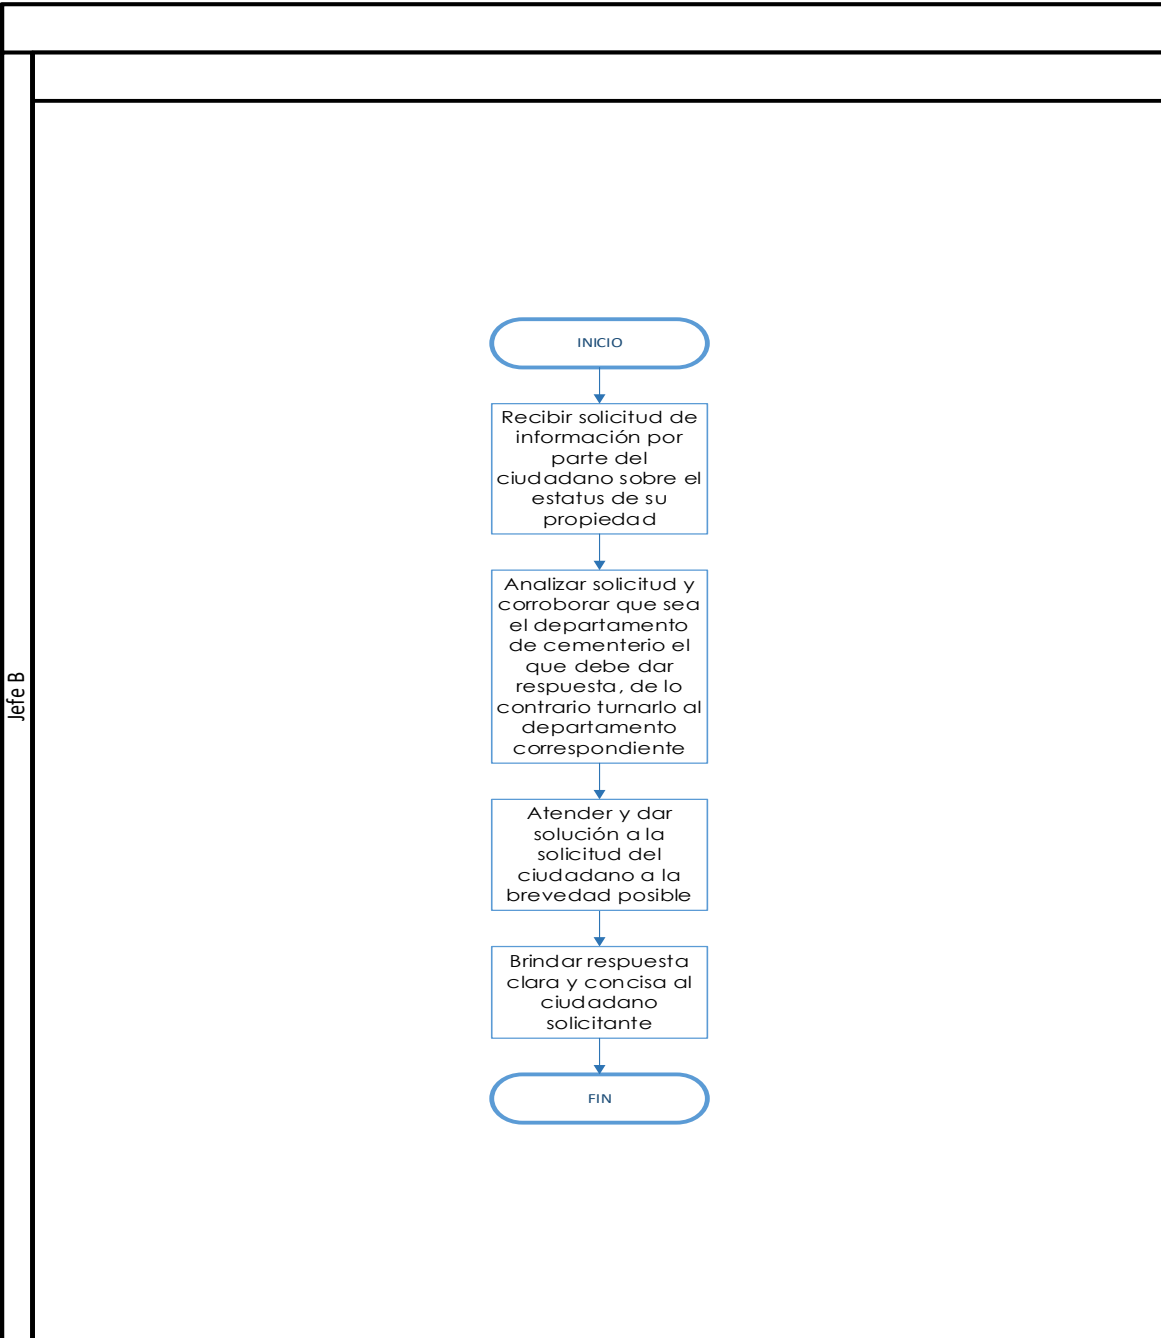 INICIO
Recibir solicitud de
información por
parte del
ciudadano sobre el
estatus de su
propiedad
Analizar solicitud y
corroborar que sea
el departamento
de cementerio el
que debe dar
respuesta, de lo
contrario turnarlo al
departamento
correspondiente
Jefe B
Atender y dar
solución a la
solicitud del
ciudadano a la
brevedad posible
Brindar respuesta
clara y concisa al
ciudadano
solicitante
FIN